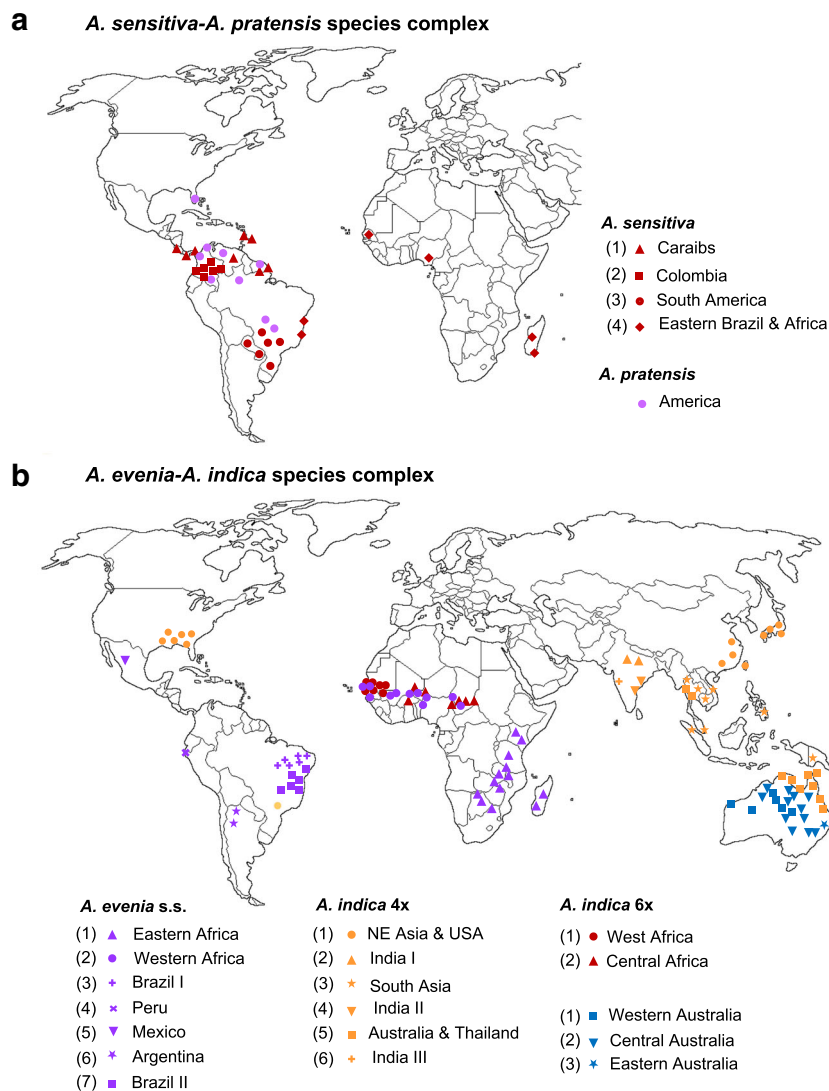 a
A. sensitiva-A. pratensis species complex
A. sensitiva
(1) Caraibs
(2) Colombia
(3) South America
(4) Eastern Brazil & Africa
A. pratensis
America
b
A. evenia-A. indica species complex
A. evenia s.s.
(1) Eastern Africa
(2) Western Africa
(3) Brazil I
(4) Peru
(5) Mexico
(6) Argentina
(7) Brazil II
A. indica 4x
(1) NE Asia & USA
(2) India I
(3) South Asia
(4) India II
(5) Australia & Thailand
(6) India III
A. indica 6x
(1) West Africa
(2) Central Africa
(1) Western Australia
(2) Central Australia
(3) Eastern Australia